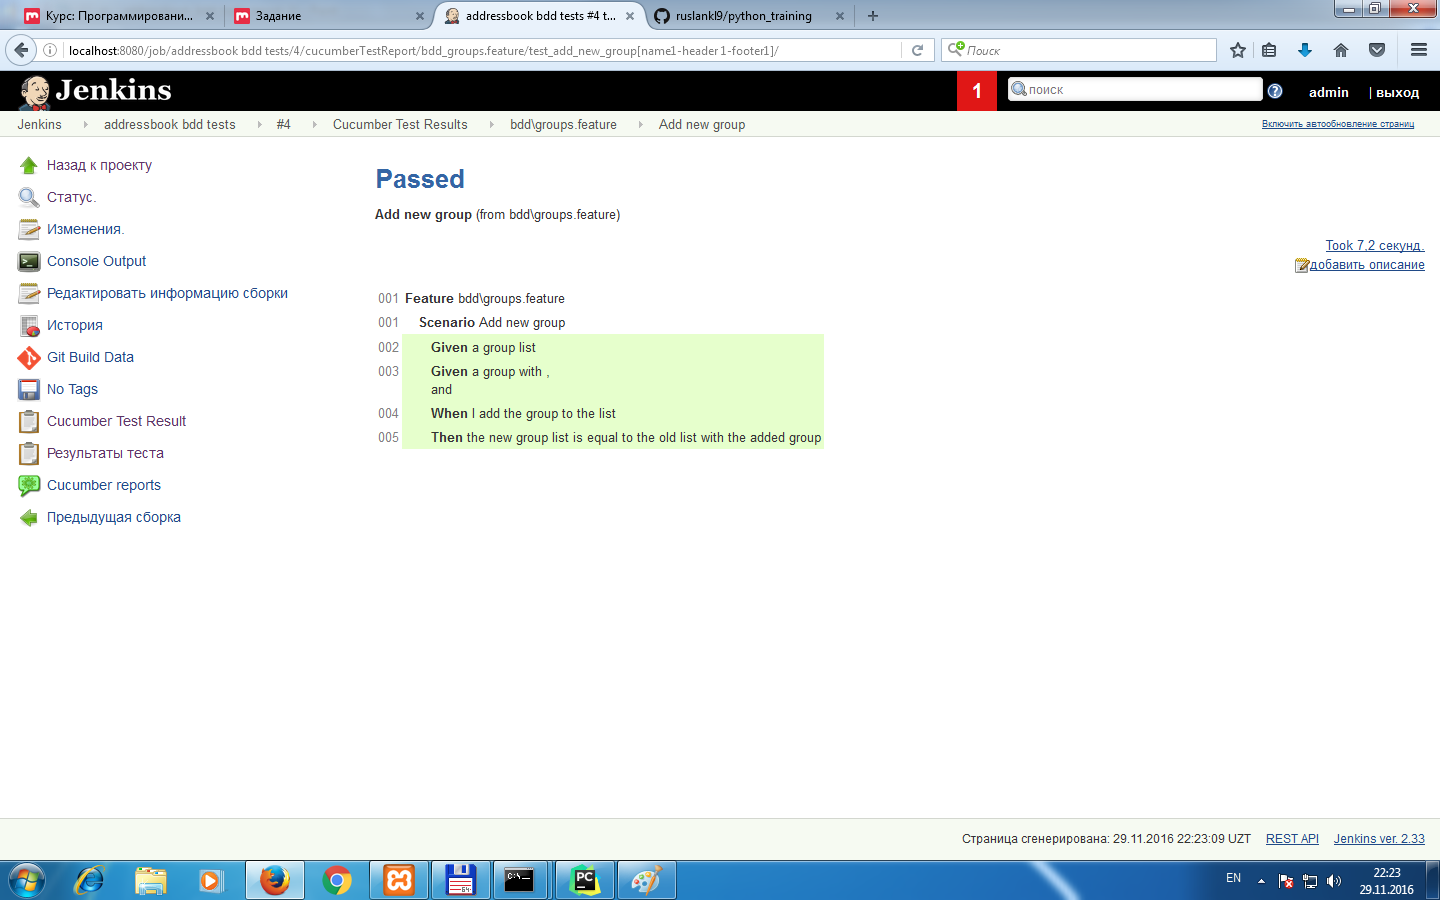 Курс: Программировани...
Задание
addressbook bdd tests #4 t...
ruslankl9/python_training
localhost:8080/job/addressbook bdd tests/4/cucumberTestReport/bdd_groups.feature/test_add_new_group[name1-header1-footer1]/
Поиск
Jenkins
1
поиск
admin
| выход
Jenkins
addressbook bdd tests
#4
Cucumber Test Results
bdd\groups.feature
Add new group
Включить автообновление страниц
Назад к проекту
Статус.
Изменения.
Console Output
Редактировать информацию сборки
История
Git Build Data
No Tags
Cucumber Test Result
Результаты теста
Cucumber reports
Предыдущая сборка
Passed
Add new group (from bdd\groups.feature)
Took 7,2 секунд.
добавить описание
001 Feature bdd\groups.feature
001 Scenario Add new group
002 Given a group list
003 Given a group with ,
and
004 When I add the group to the list
005 Then the new group list is equal to the old list with the added group
Страница сгенерирована: 29.11.2016 22:23:09 UZT
REST API
Jenkins ver. 2.33
64
C:\_
PC
EN
22:23
29.11.2016